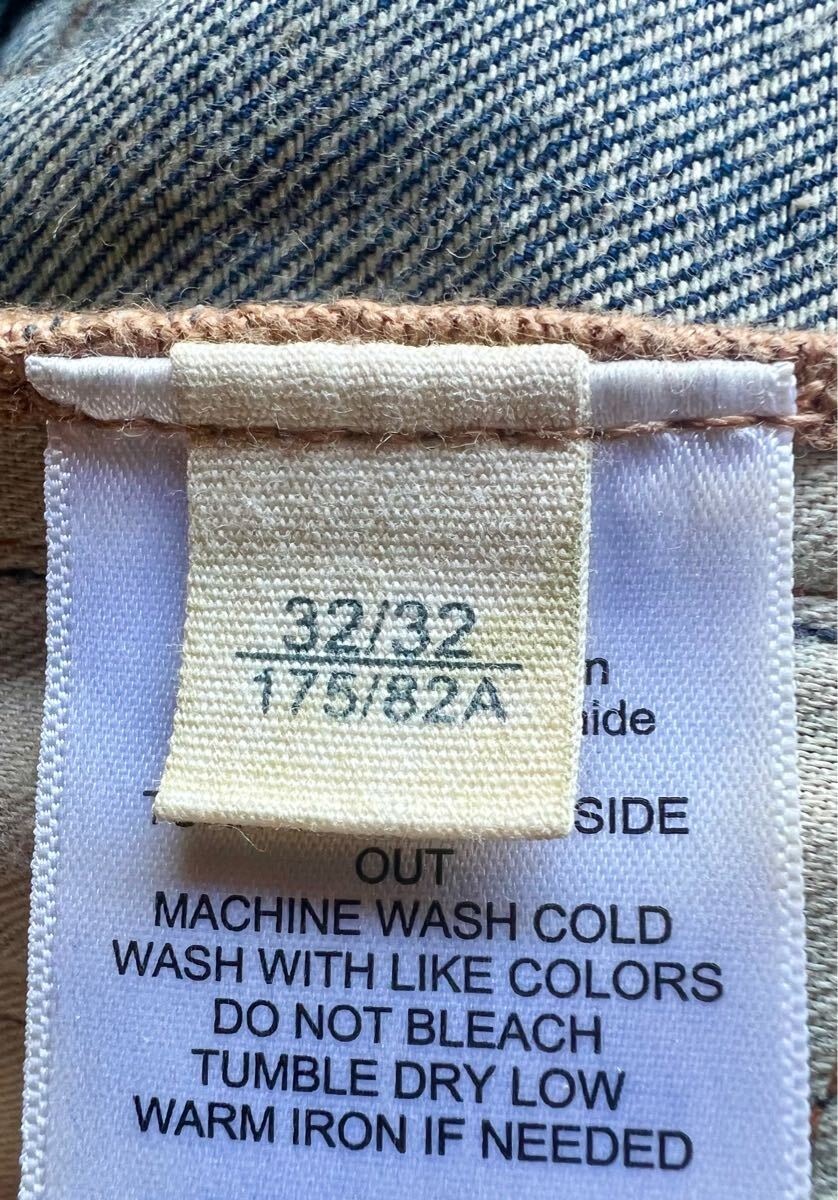 32/32
175/82A
SIDE
OUT
MACHINE WASH COLD
WASH WITH LIKE COLORS
DO NOT BLEACH
TUMBLE DRY LOW
WARM IRON IF NEEDED